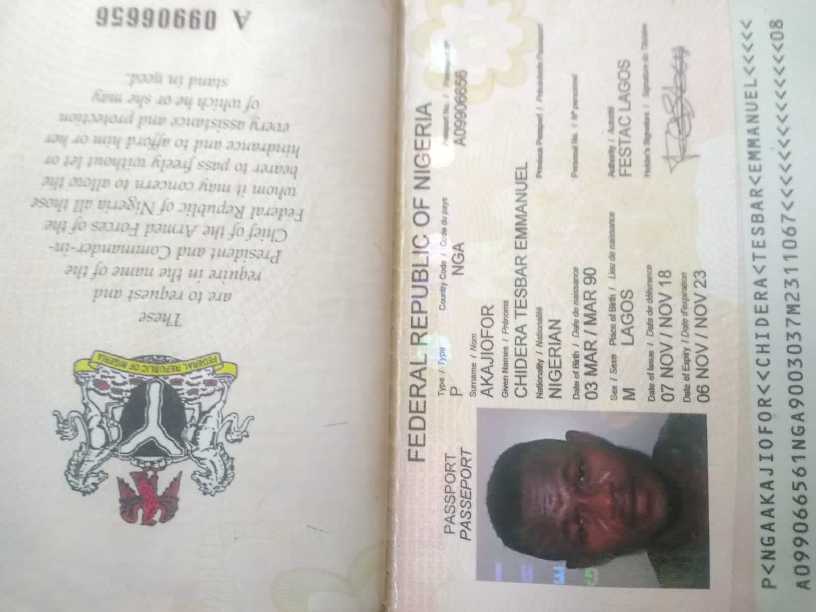 FEDERAL REPUBLIC OF NIGERIA
These
are to request and
require in the name of the
President and Commander-in-
Chief of the Armed Forces of the
Federal Republic of Nigeria all those
whom it may concern to allow the
bearer to pass freely without let or
hindrance and to afford him or her
every assistance and protection
of which he or she may
stand in need.
A 09906656
FEDERAL REPUBLIC OF NIGERIA
PASSPORT
PASSEPORT
Type / Type
P
Country Code / Code du pays
NGA
Passport No. /
A09906656
Surname / Nom
AKAJIOFOR
Given Names / Prénoms
CHIDERA TESBAR EMMANUEL
Nationality / Nationalité
NIGERIAN
Previous Passport /
Date of Birth / Date de naissance
03 MAR / MAR 90
Personal No. / N° personnel
Sex / Sexe
M
Place of Birth / Lieu de naissance
LAGOS
Authority / Autorité
FESTAC LAGOS
Date of Issue / Date de délivrance
07 NOV / NOV 18
Holder's Signature / Signature du Titulaire
Date of Expiry / Date d'expiration
06 NOV / NOV 23
P<NGAAKAJIOFOR<<CHIDERA<TESBAR<EMMANUEL<<<<<
A099066561NGA9003037M2311067<<<<<<<<<<<<<<08